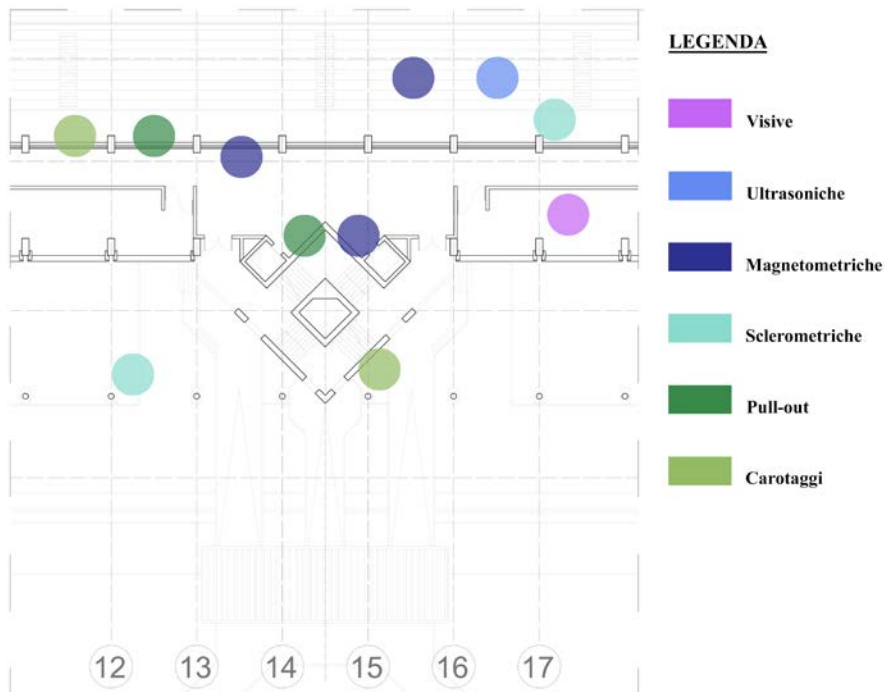 LEGENDA
Visive
Ultrasoniche
Magnetometriche
Sclerometriche
Pull-out
Carotaggi
12 13 14 15 16 17